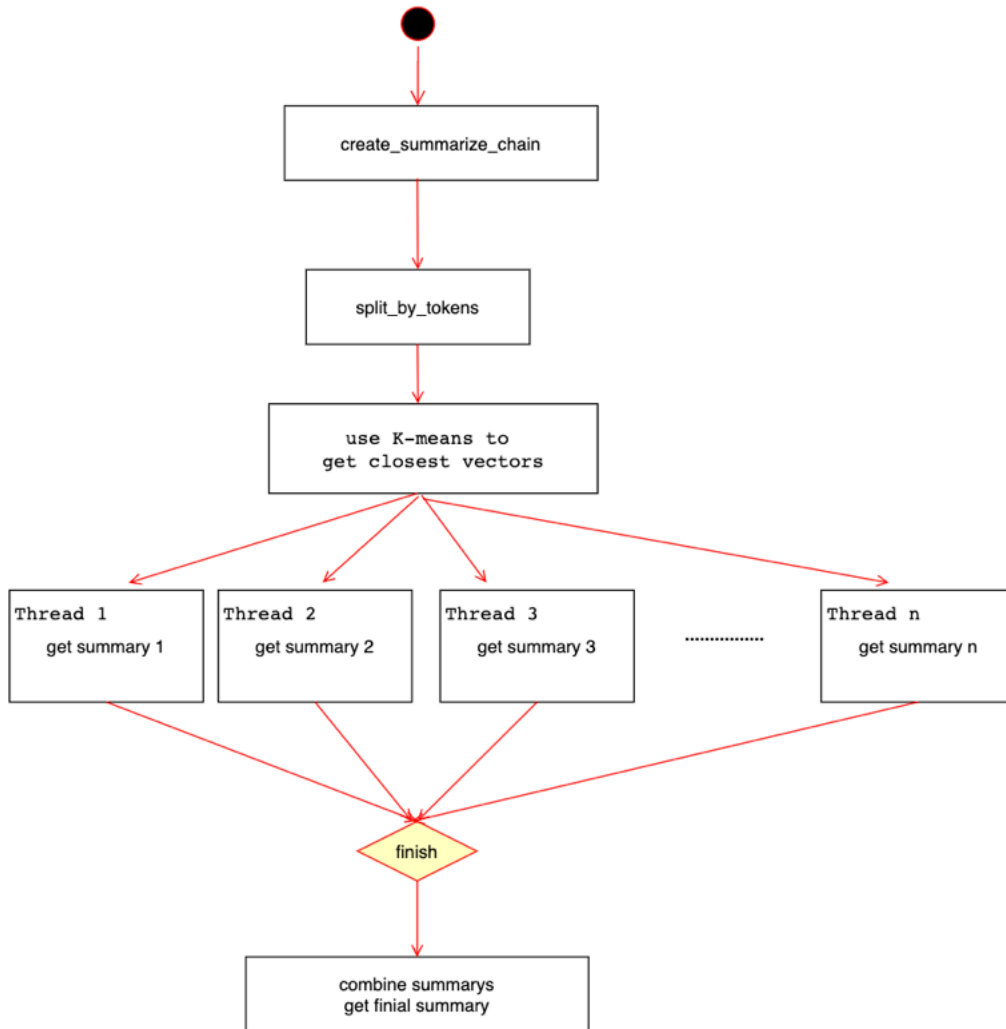 create_summarize_chain
split_by_tokens
use K-means to
get closest vectors
Thread 1
get summary 1
Thread 2
get summary 2
Thread 3
get summary 3
................
Thread n
get summary n
finish
combine summarys
get finial summary